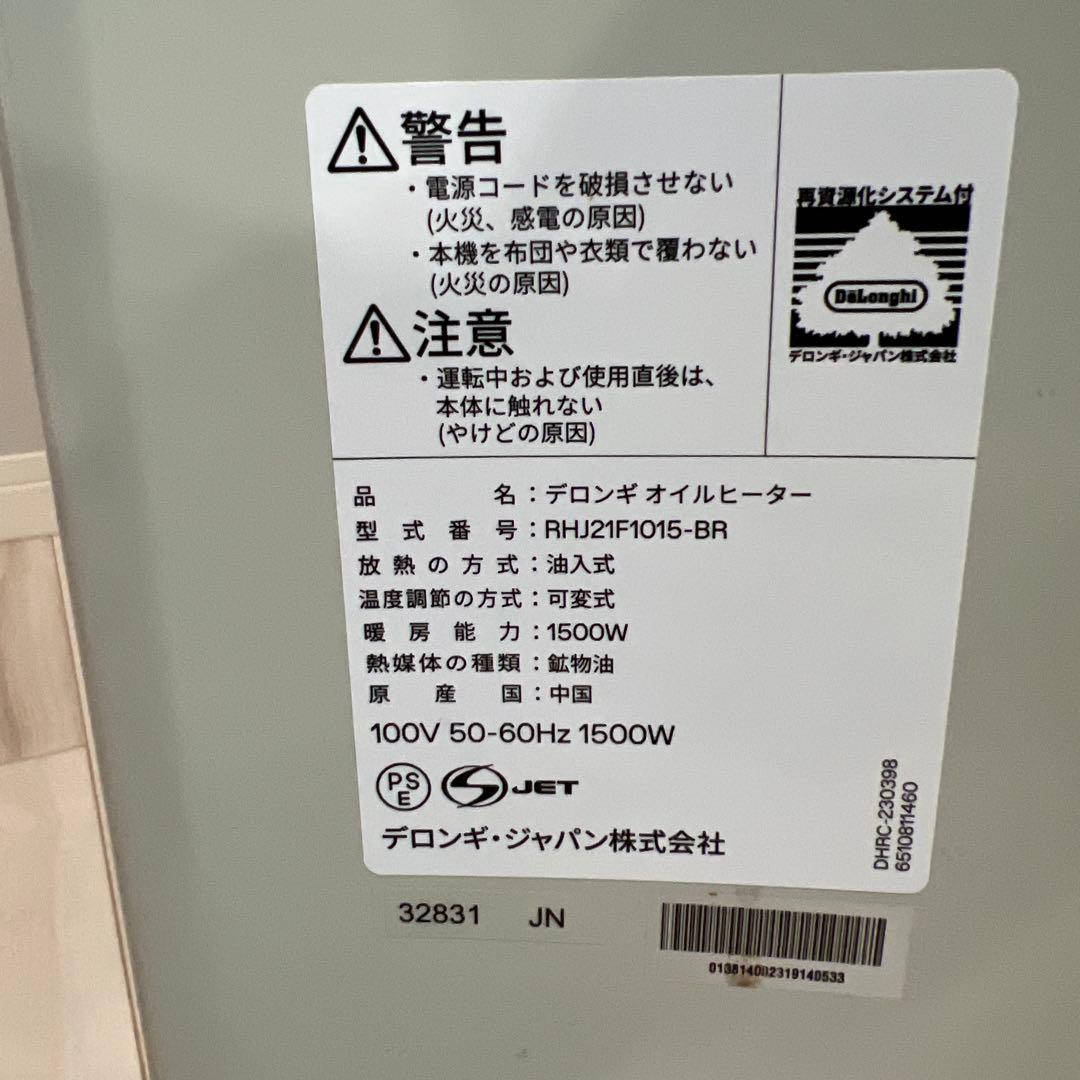 警告
・電源コードを破損させない
(火災、感電の原因)
・本機を布団や衣類で覆わない
(火災の原因)
注意
・運転中および使用直後は、
本体に触れない
(やけどの原因)
再資源化システム付
DeLonghi
デロンギ・ジャパン株式会社
品名：デロンギ オイルヒーター
型式番号：RHJ21F1015-BR
放熱の方式：油入式
温度調節の方式：可変式
暖房能力：1500W
熱媒体の種類：鉱物油
原産国：中国
100V 50-60Hz 1500W
PSE
JET
デロンギ・ジャパン株式会社
DHRC-230398
6510811460
32831 JN
0138140D2319140533